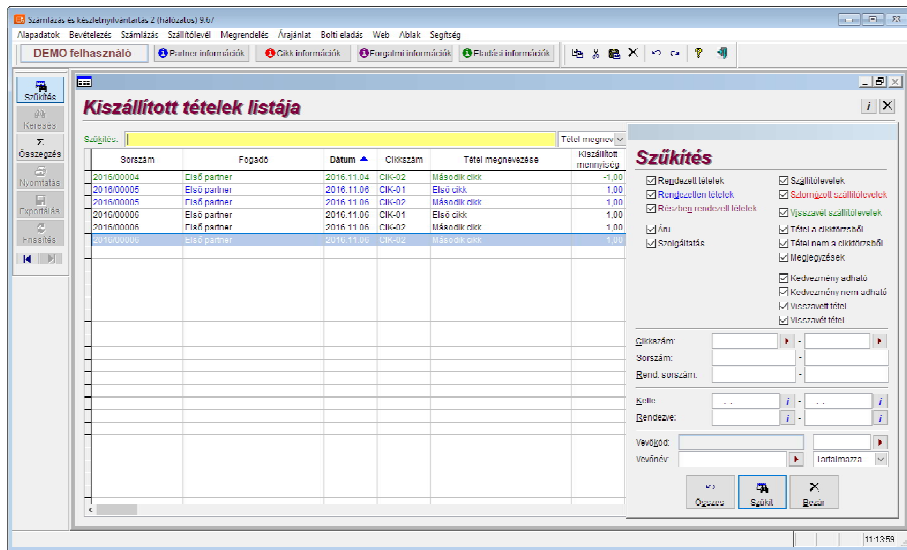 Számlázás és készletnyilvántartás 2 (hálózatos) 9.67
Alapadatok Bevételezés Számlázás Szállítólevél Megrendelés Árajánlat Bolti eladás Web Ablak Segítség
DEMO felhasználó Partner információk Cikk információk Forgalmi információk Eladási információk
Szűkítés
Keresés
Összegzés
Nyomtatás
Exportálás
Frissítés
Kiszállított tételek listája
Szűkítés: Tétel megnev
Sorszám Fogadó Dátum Cikkszám Tétel megnevezése Kiszállított mennyiség
2016/00004 Első partner 2016.11.04 CIK-02 Második cikk -1,00
2016/00005 Első partner 2016.11.06 CIK-01 Első cikk 1,00
2016/00005 Első partner 2016.11.06 CIK-02 Második cikk 1,00
2016/00006 Első partner 2016.11.06 CIK-01 Első cikk 1,00
2016/00006 Első partner 2016.11.06 CIK-02 Második cikk 1,00
2016/00006 Első partner 2016.11.06 CIK-02 Második cikk 1,00
Szűkítés
Rendezett tételek
Rendezetlen tételek
Részben rendezett tételek
Áru
Szolgáltatás
Szállítólevelek
Sztornózott szállítólevelek
Visszavét szállítólevelek
Tétel a cikktörzsből
Tétel nem a cikktörzsből
Megjegyzések
Kedvezmény adható
Kedvezmény nem adható
Visszavett tétel
Visszavét tétel
Cikkszám: -
Sorszám: -
Rend. sorszám: -
Kelte . . - . .
Rendezve: -
Vevőkód:
Vevőnév: Tartalmazza
Összes Szűkít Bezár
11:13:59